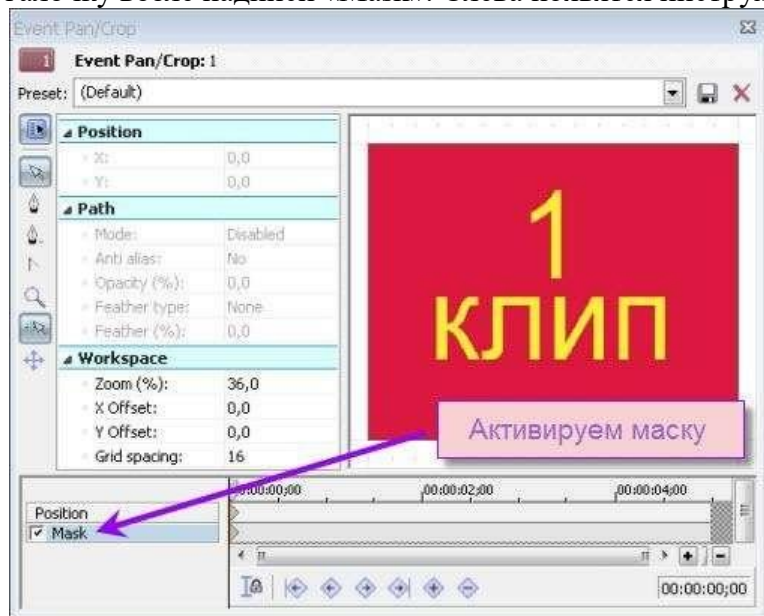 Event Pan/Crop
1 Event Pan/Crop: 1
Preset: (Default)
Position
X: 0,0
Y: 0,0
Path
Mode: Disabled
Anti alias: No
Opacity (%): 0,0
Feather type: None
Feather (%): 0,0
Workspace
Zoom (%): 36,0
X Offset: 0,0
Y Offset: 0,0
Grid spacing: 16
1
КЛИП
Активируем маску
00:00:00;00 00:00:02;00 00:00:04;00
Position
Mask
00:00:00;00